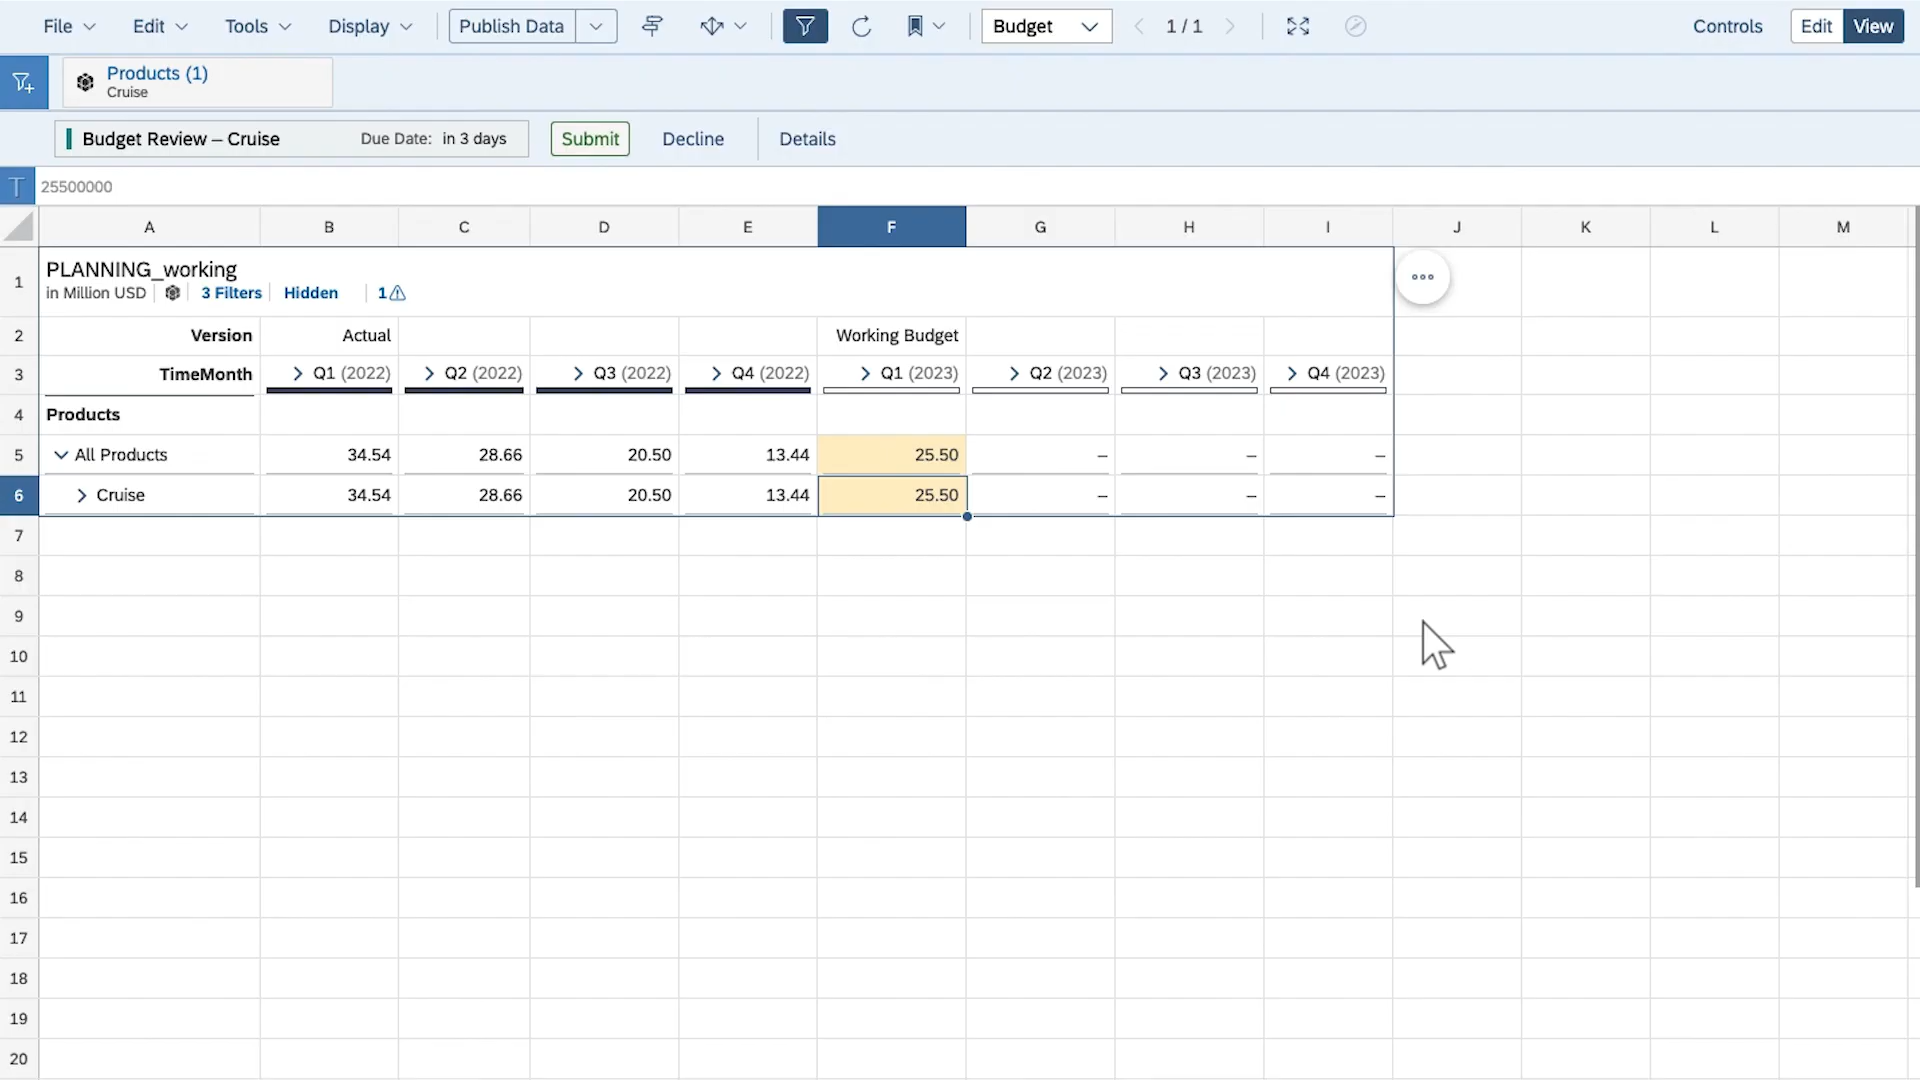 File Edit Tools Display Publish Data Budget 1 / 1 Controls Edit View
Products (1)
Cruise
Budget Review – Cruise Due Date: in 3 days Submit Decline Details
25500000
A B C D E F G H I J K L M
1 PLANNING_working
in Million USD 3 Filters Hidden 1
2 Version Actual Working Budget
3 TimeMonth Q1 (2022) Q2 (2022) Q3 (2022) Q4 (2022) Q1 (2023) Q2 (2023) Q3 (2023) Q4 (2023)
4 Products
5 All Products 34.54 28.66 20.50 13.44 25.50 – – –
6 Cruise 34.54 28.66 20.50 13.44 25.50 – – –
7
8
9
10
11
12
13
14
15
16
17
18
19
20